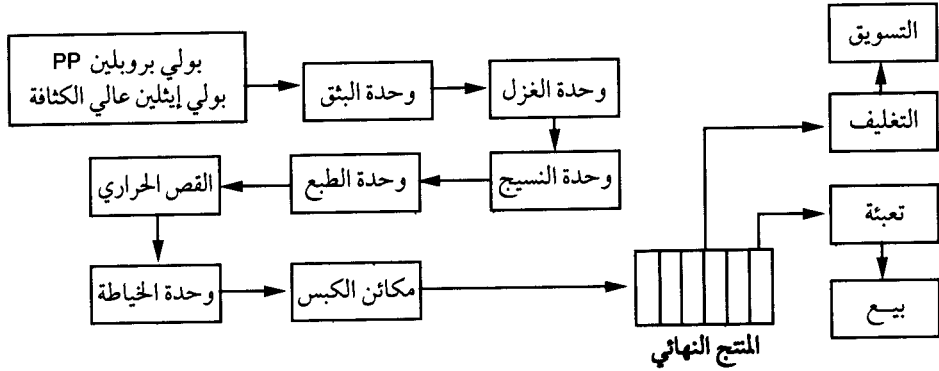 بولي بروبلين PP
بولي إيثلين عالي الكثافة
وحدة البثق
وحدة الغزل
وحدة النسيج
وحدة الطبع
القص الحراري
وحدة الخياطة
مكائن الكبس
المنتج النهائي
التغليف
التسويق
تعبئة
بيـع